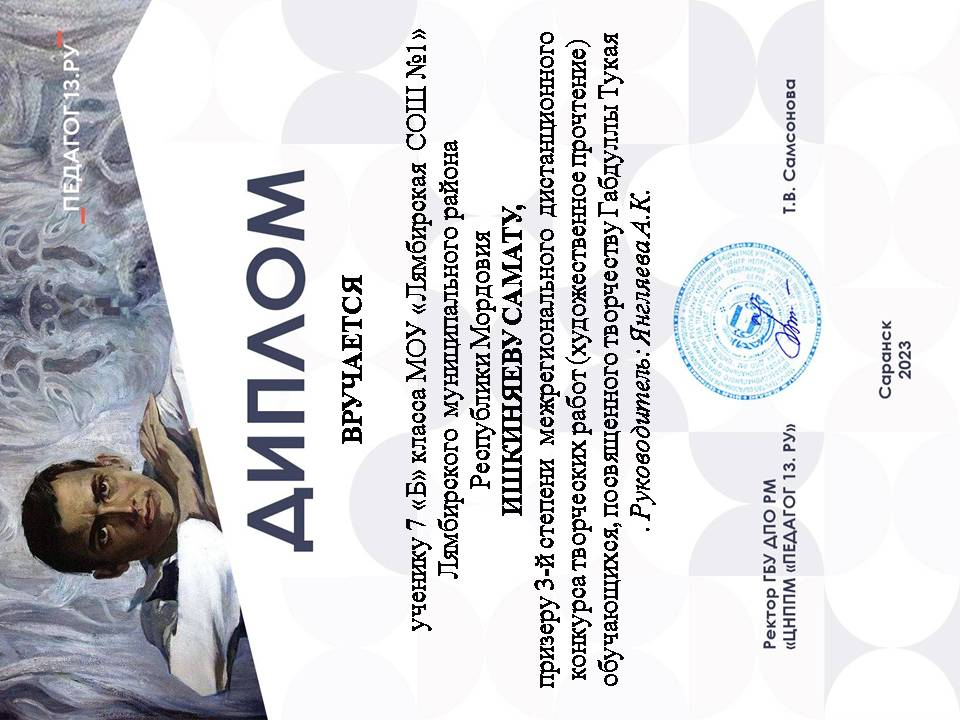 ПЕДАГОГ13.РУ
ДИПЛОМ
ВРУЧАЕТСЯ
ученику 7 «Б» класса МОУ «Лямбирская СОШ №1»
Лямбирского муниципального района
Республики Мордовия
ИШКИНЯЕВУ САМАТУ,
призеру 3-й степени межрегионального дистанционного
конкурса творческих работ (художественное прочтение)
обучающихся, посвященного творчеству Габдуллы Тукая
. Руководитель: Янгляева А.К.
Ректор ГБУ ДПО РМ
«ЦНППМ «ПЕДАГОГ 13. РУ» Т.В. Самсонова
Саранск
2023